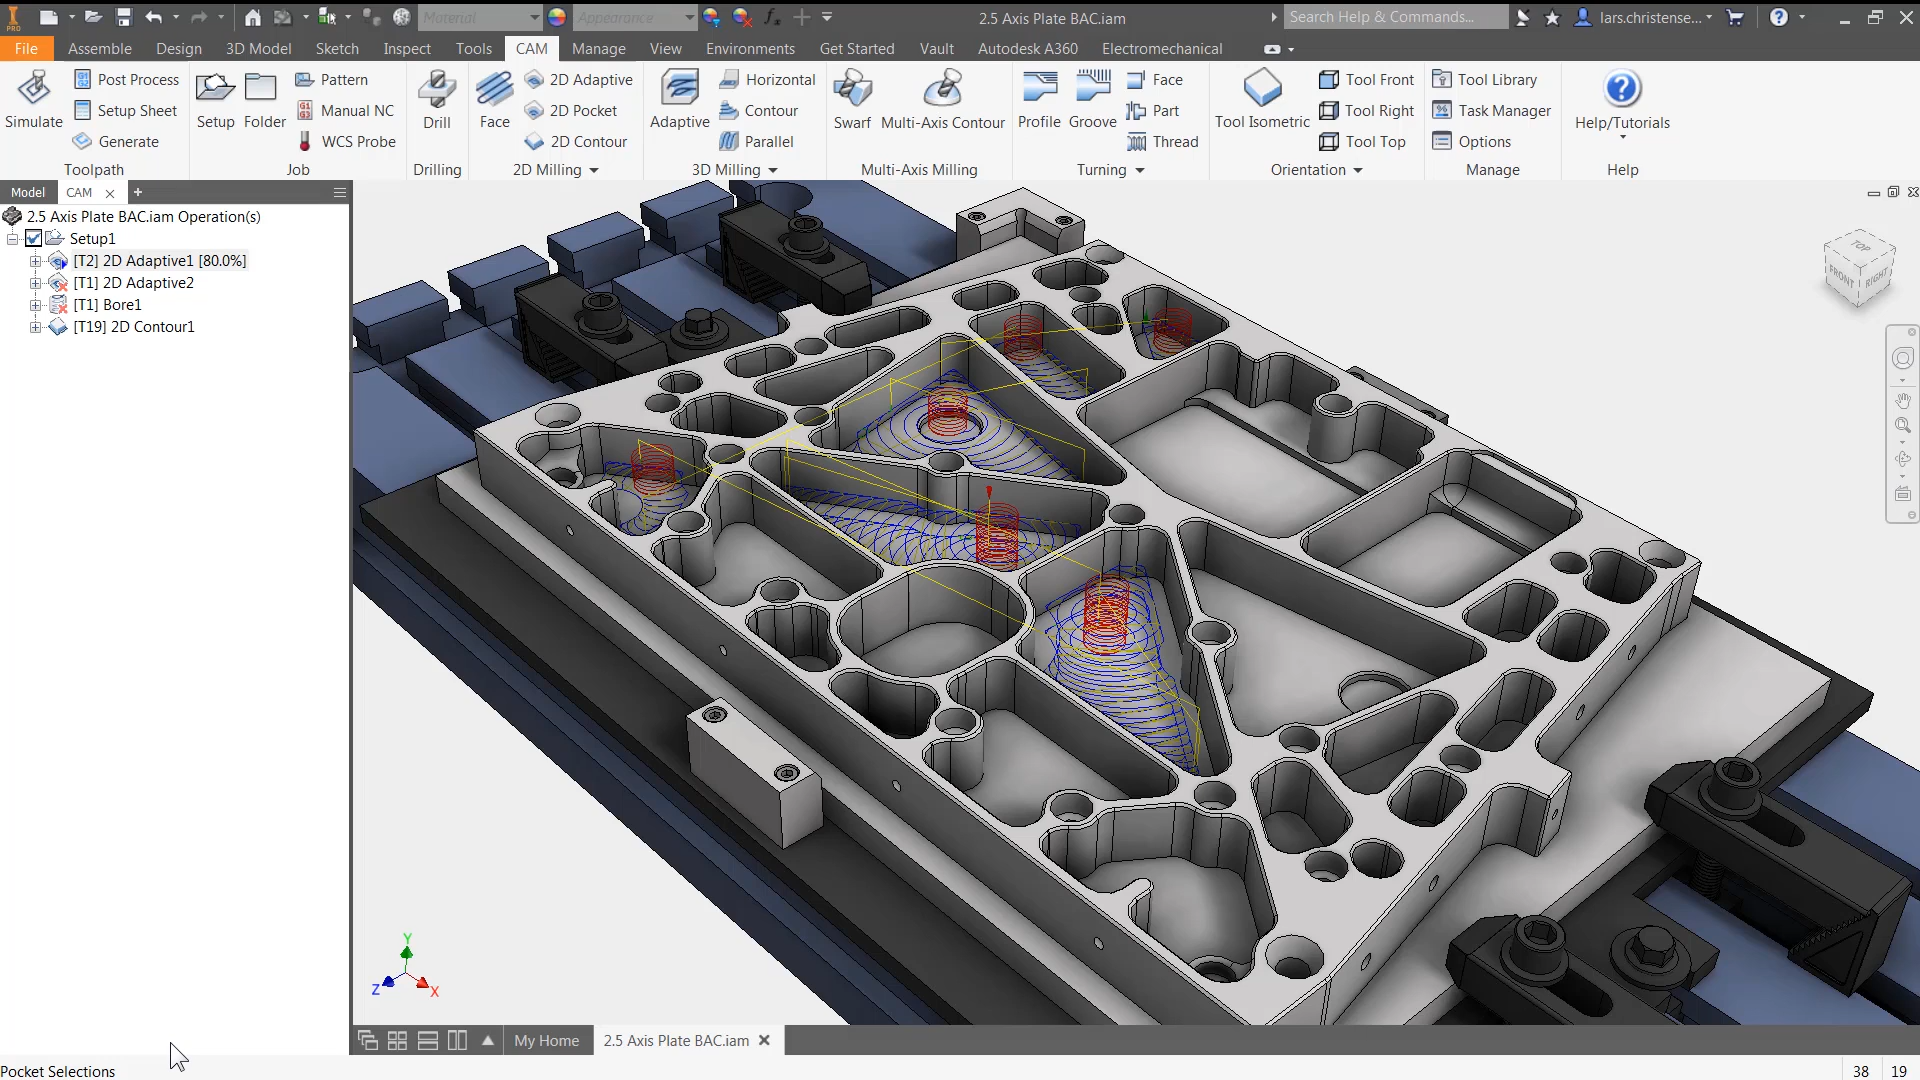 PRO
Material
Appearance
2.5 Axis Plate BAC.iam
Search Help & Commands...
lars.christense...
File
Assemble
Design
3D Model
Sketch
Inspect
Tools
CAM
Manage
View
Environments
Get Started
Vault
Autodesk A360
Electromechanical
Simulate
Post Process
Setup Sheet
Generate
Toolpath
Setup
Folder
Pattern
Manual NC
WCS Probe
Job
Drill
Drilling
Face
2D Adaptive
2D Pocket
2D Contour
2D Milling
Adaptive
Horizontal
Contour
Parallel
3D Milling
Swarf
Multi-Axis Contour
Multi-Axis Milling
Profile
Groove
Face
Part
Thread
Turning
Tool Isometric
Tool Front
Tool Right
Tool Top
Orientation
Tool Library
Task Manager
Options
Manage
Help/Tutorials
Help
Model
CAM
2.5 Axis Plate BAC.iam Operation(s)
Setup1
[T2] 2D Adaptive1 [80.0%]
[T1] 2D Adaptive2
[T1] Bore1
[T19] 2D Contour1
TOP
FRONT
RIGHT
Y
Z
X
My Home
2.5 Axis Plate BAC.iam
Pocket Selections
38
19